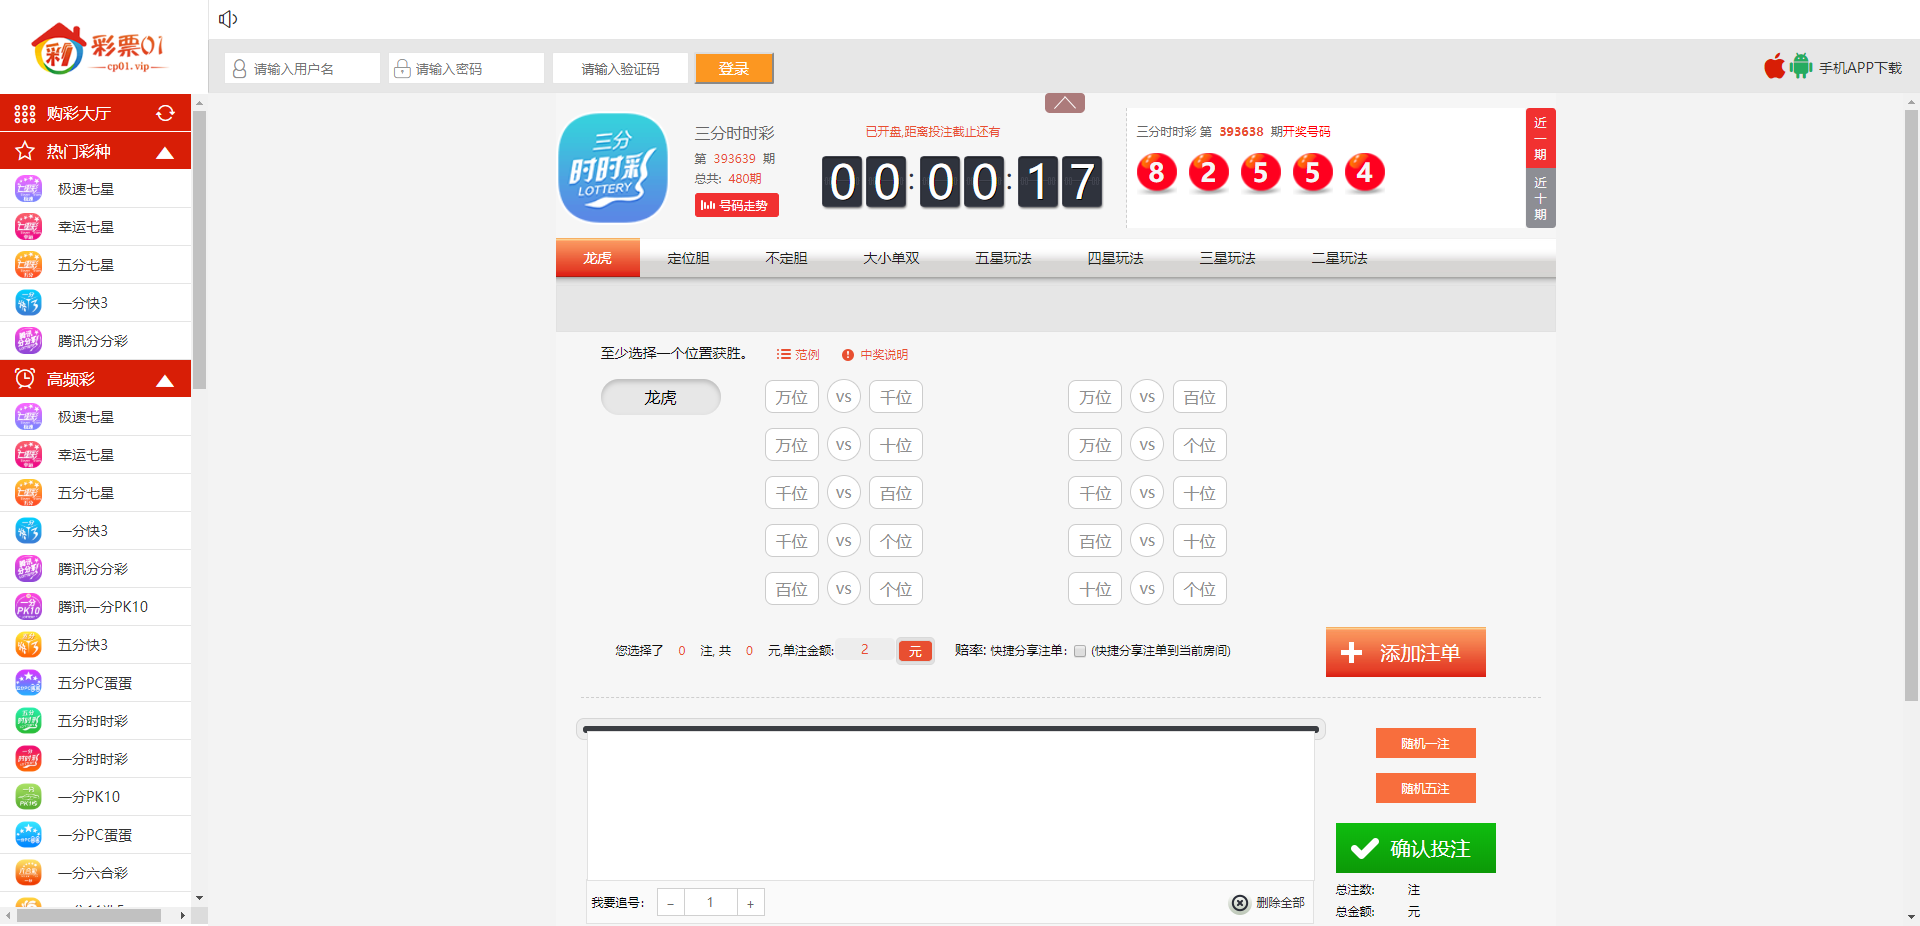 彩票01
cp01.vip
请输入用户名
请输入密码
请输入验证码
登录
手机APP下载
购彩大厅
热门彩种
极速七星
幸运七星
五分七星
一分快3
腾讯分分彩
高频彩
极速七星
幸运七星
五分七星
一分快3
腾讯分分彩
腾讯一分PK10
五分快3
五分PC蛋蛋
五分时时彩
一分时时彩
一分PK10
一分PC蛋蛋
一分六合彩
三分
时时彩
LOTTERY
三分时时彩
第 393639 期
总共: 480期
号码走势
已开盘,距离投注截止还有
00:00:17
三分时时彩 第 393638 期开奖号码
8 2 5 5 4
近一期
近十期
龙虎 定位胆 不定胆 大小单双 五星玩法 四星玩法 三星玩法 二星玩法
至少选择一个位置获胜。 范例 中奖说明
龙虎
万位 vs 千位 万位 vs 百位
万位 vs 十位 万位 vs 个位
千位 vs 百位 千位 vs 十位
千位 vs 个位 百位 vs 十位
百位 vs 个位 十位 vs 个位
您选择了 0 注, 共 0 元,单注金额: 2 元 赔率: 快捷分享注单: (快捷分享注单到当前房间)
添加注单
随机一注
随机五注
确认投注
总注数: 注
总金额: 元
我要追号: - 1 +
删除全部